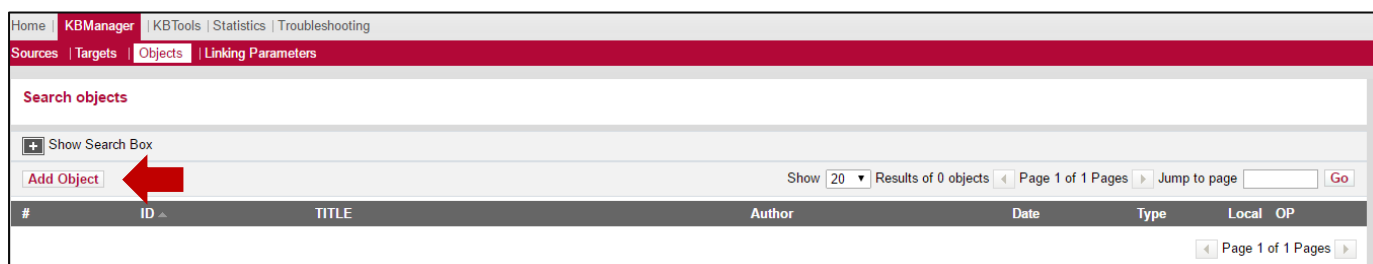 Home | KBManager | KBTools | Statistics | Troubleshooting
Sources | Targets | Objects | Linking Parameters
Search objects
Show Search Box
Add Object Show 20 Results of 0 objects Page 1 of 1 Pages Jump to page Go
# ID TITLE Author Date Type Local OP
Page 1 of 1 Pages